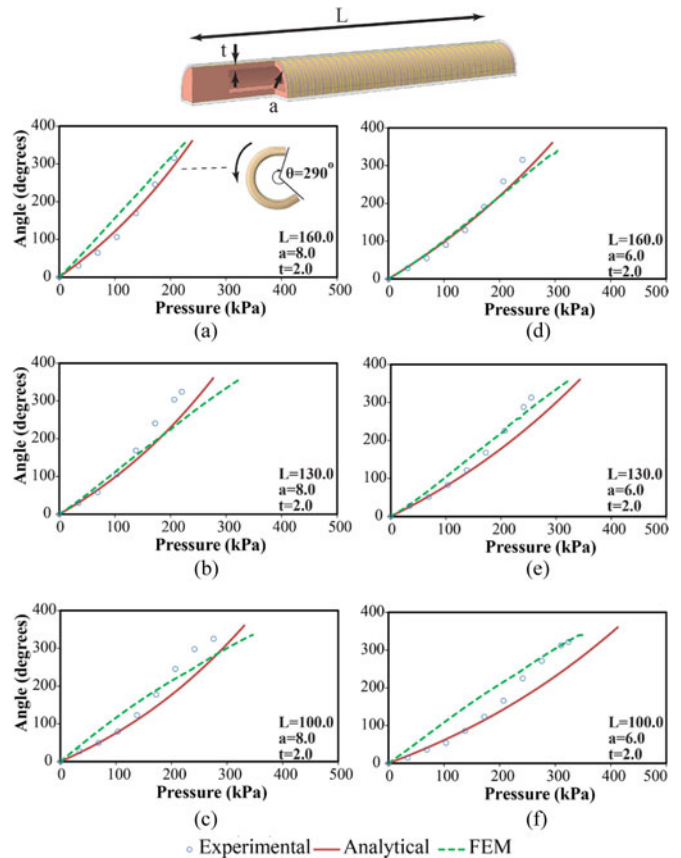 L
t
a
400
300
200
100
0
Angle (degrees)
θ=290°
L=160.0
a=8.0
t=2.0
0 100 200 300 400 500
Pressure (kPa)
(a)
400
300
200
100
0
L=160.0
a=6.0
t=2.0
0 100 200 300 400 500
Pressure (kPa)
(d)
400
300
200
100
0
Angle (degrees)
L=130.0
a=8.0
t=2.0
0 100 200 300 400 500
Pressure (kPa)
(b)
400
300
200
100
0
L=130.0
a=6.0
t=2.0
0 100 200 300 400 500
Pressure (kPa)
(e)
400
300
200
100
0
Angle (degrees)
L=100.0
a=8.0
t=2.0
0 100 200 300 400 500
Pressure (kPa)
(c)
400
300
200
100
0
L=100.0
a=6.0
t=2.0
0 100 200 300 400 500
Pressure (kPa)
(f)
Experimental Analytical FEM